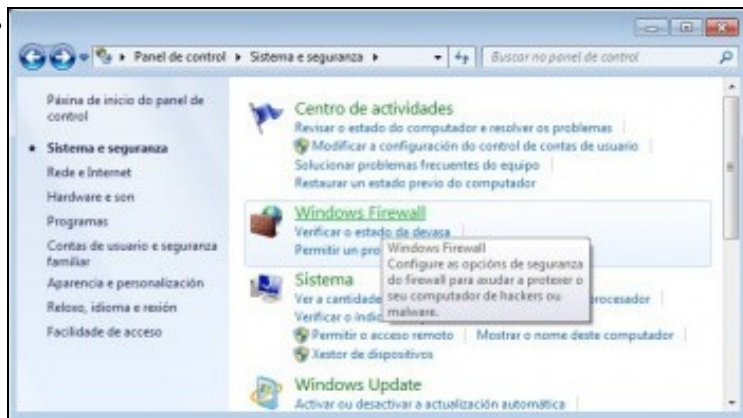 Panel de control
Sistema e seguranza
Buscar no panel de control
Páxina de inicio do panel de
control
Sistema e seguranza
Rede e Internet
Hardware e son
Programas
Contas de usuario e seguranza
familiar
Aparencia e personalización
Reloxo, idioma e rexión
Facilidade de acceso
Centro de actividades
Revisar o estado do computador e resolver os problemas
Modificar a configuración do control de contas de usuario
Solucionar problemas frecuentes do equipo
Restaurar un estado previo do computador
Windows Firewall
Verificar o estado da devasa
Permitir un
Windows Firewall
Configure as opcións de seguranza
do firewall para axudar a protexer o
seu computador de hackers ou
malware.
Sistema
Ver a cantidade procesador
Verificar o
Permitir o acceso remoto
Mostrar o nome deste computador
Xestor de dispositivos
Windows Update
Activar ou desactivar a actualización automática